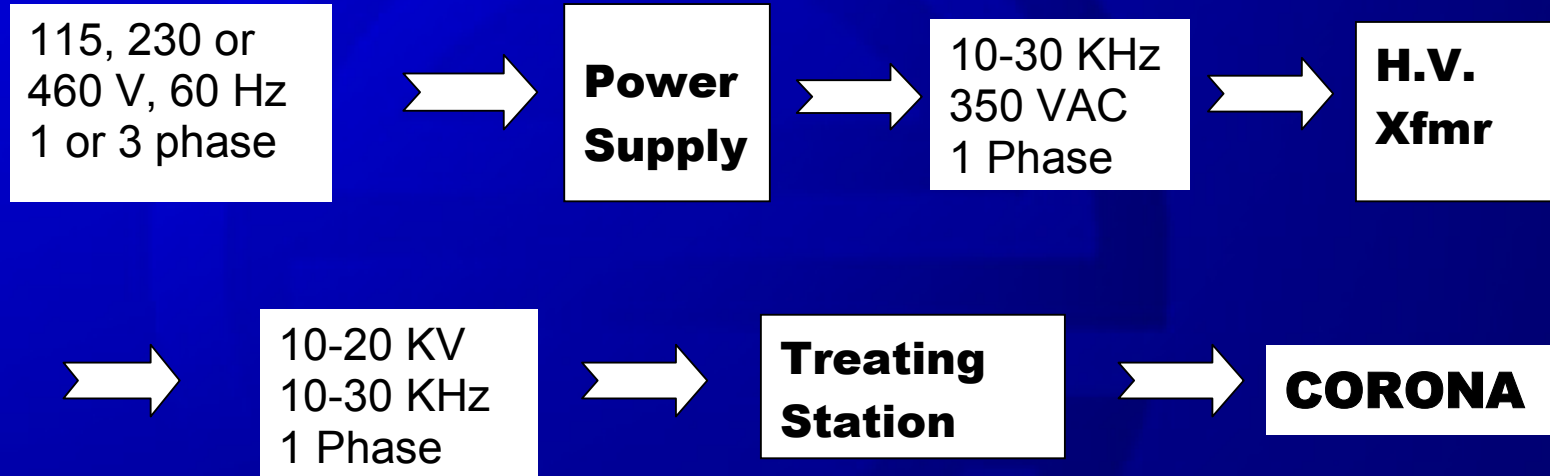 115, 230 or
460 V, 60 Hz
1 or 3 phase
Power
Supply
10-30 KHz
350 VAC
1 Phase
H.V.
Xfmr
10-20 KV
10-30 KHz
1 Phase
Treating
Station
CORONA